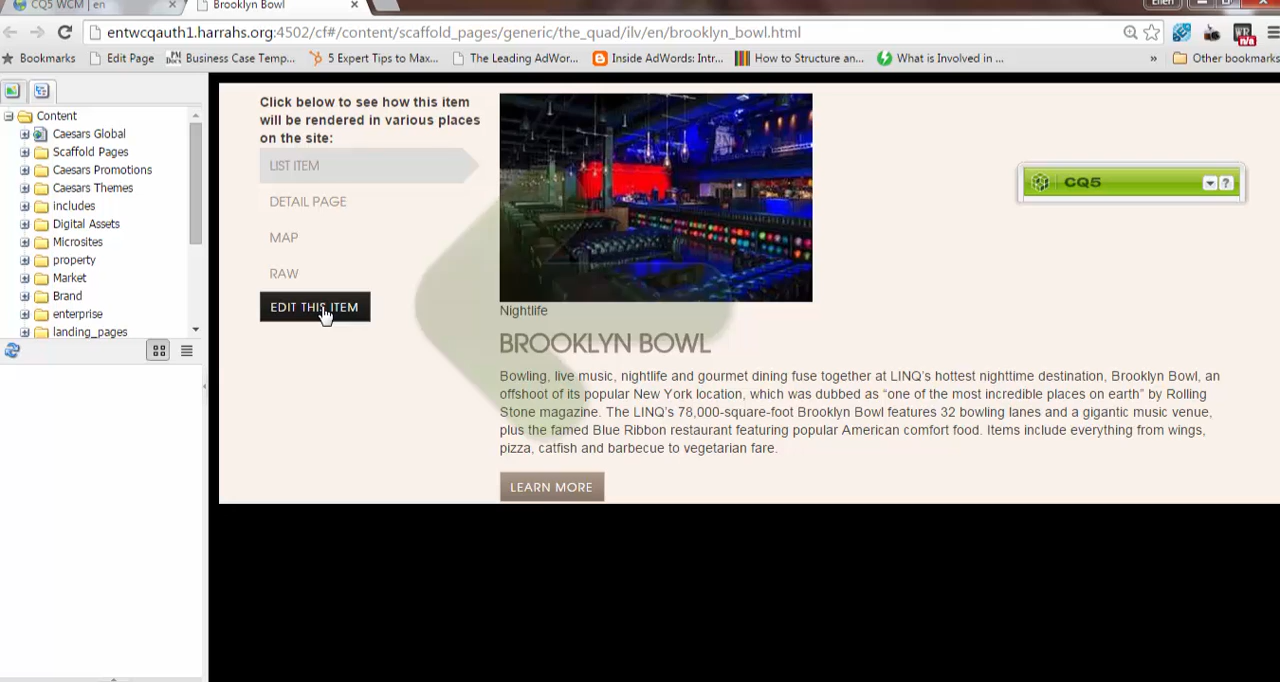 CQ5 WCM | en
Brooklyn Bowl
Ellen
entwcqauth1.harrahs.org:4502/cf#/content/scaffold_pages/generic/the_quad/ilv/en/brooklyn_bowl.html
Bookmarks
Edit Page
Business Case Temp...
5 Expert Tips to Max...
The Leading AdWor...
Inside AdWords: Intr...
How to Structure an...
What is Involved in ...
»
Other bookmarks
Content
Caesars Global
Scaffold Pages
Caesars Promotions
Caesars Themes
includes
Digital Assets
Microsites
property
Market
Brand
enterprise
landing_pages
Click below to see how this item
will be rendered in various places
on the site:
LIST ITEM
DETAIL PAGE
MAP
RAW
EDIT THIS ITEM
CQ5
?
Nightlife
BROOKLYN BOWL
Bowling, live music, nightlife and gourmet dining fuse together at LINQ's hottest nighttime destination, Brooklyn Bowl, an
offshoot of its popular New York location, which was dubbed as “one of the most incredible places on earth” by Rolling
Stone magazine. The LINQ's 78,000-square-foot Brooklyn Bowl features 32 bowling lanes and a gigantic music venue,
plus the famed Blue Ribbon restaurant featuring popular American comfort food. Items include everything from wings,
pizza, catfish and barbecue to vegetarian fare.
LEARN MORE